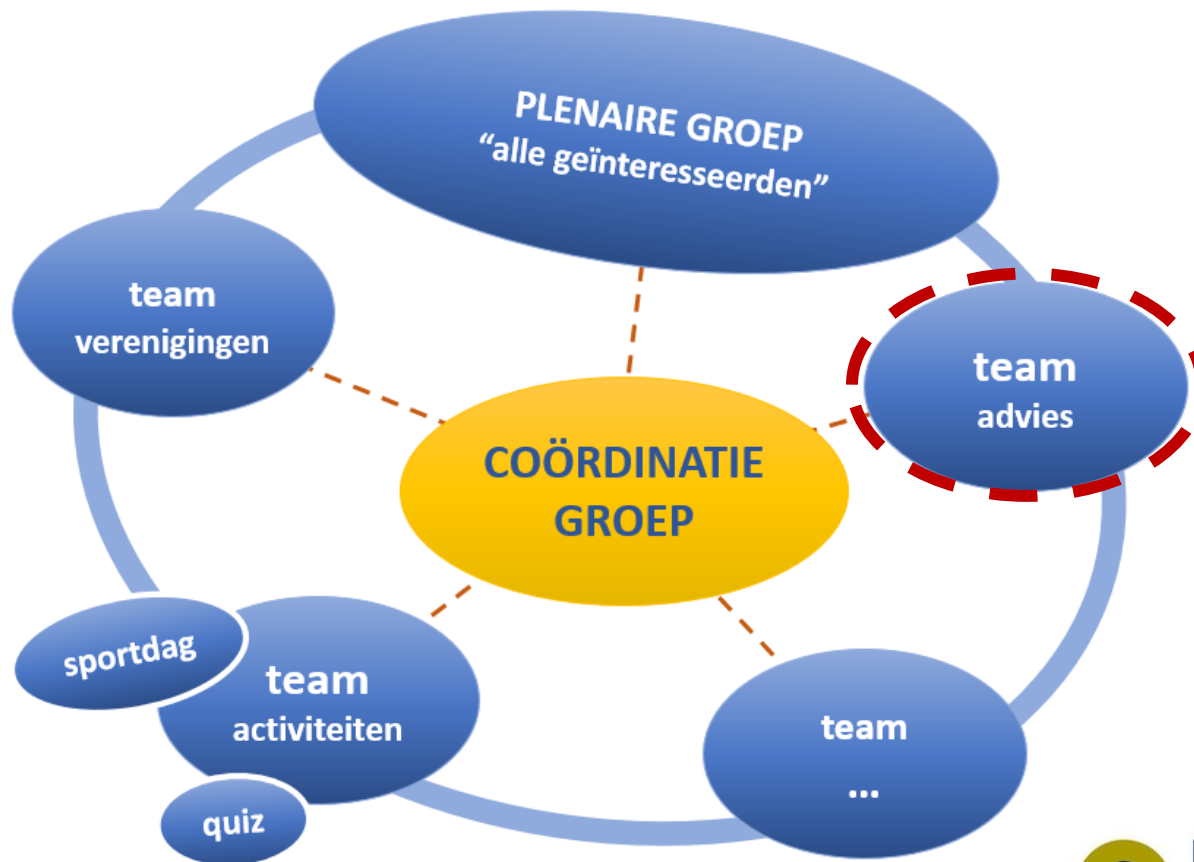 PLENAIRE GROEP
“alle geïnteresseerden”
team
verenigingen
team
advies
COÖRDINATIE
GROEP
sportdag
team
activiteiten
team
...
quiz